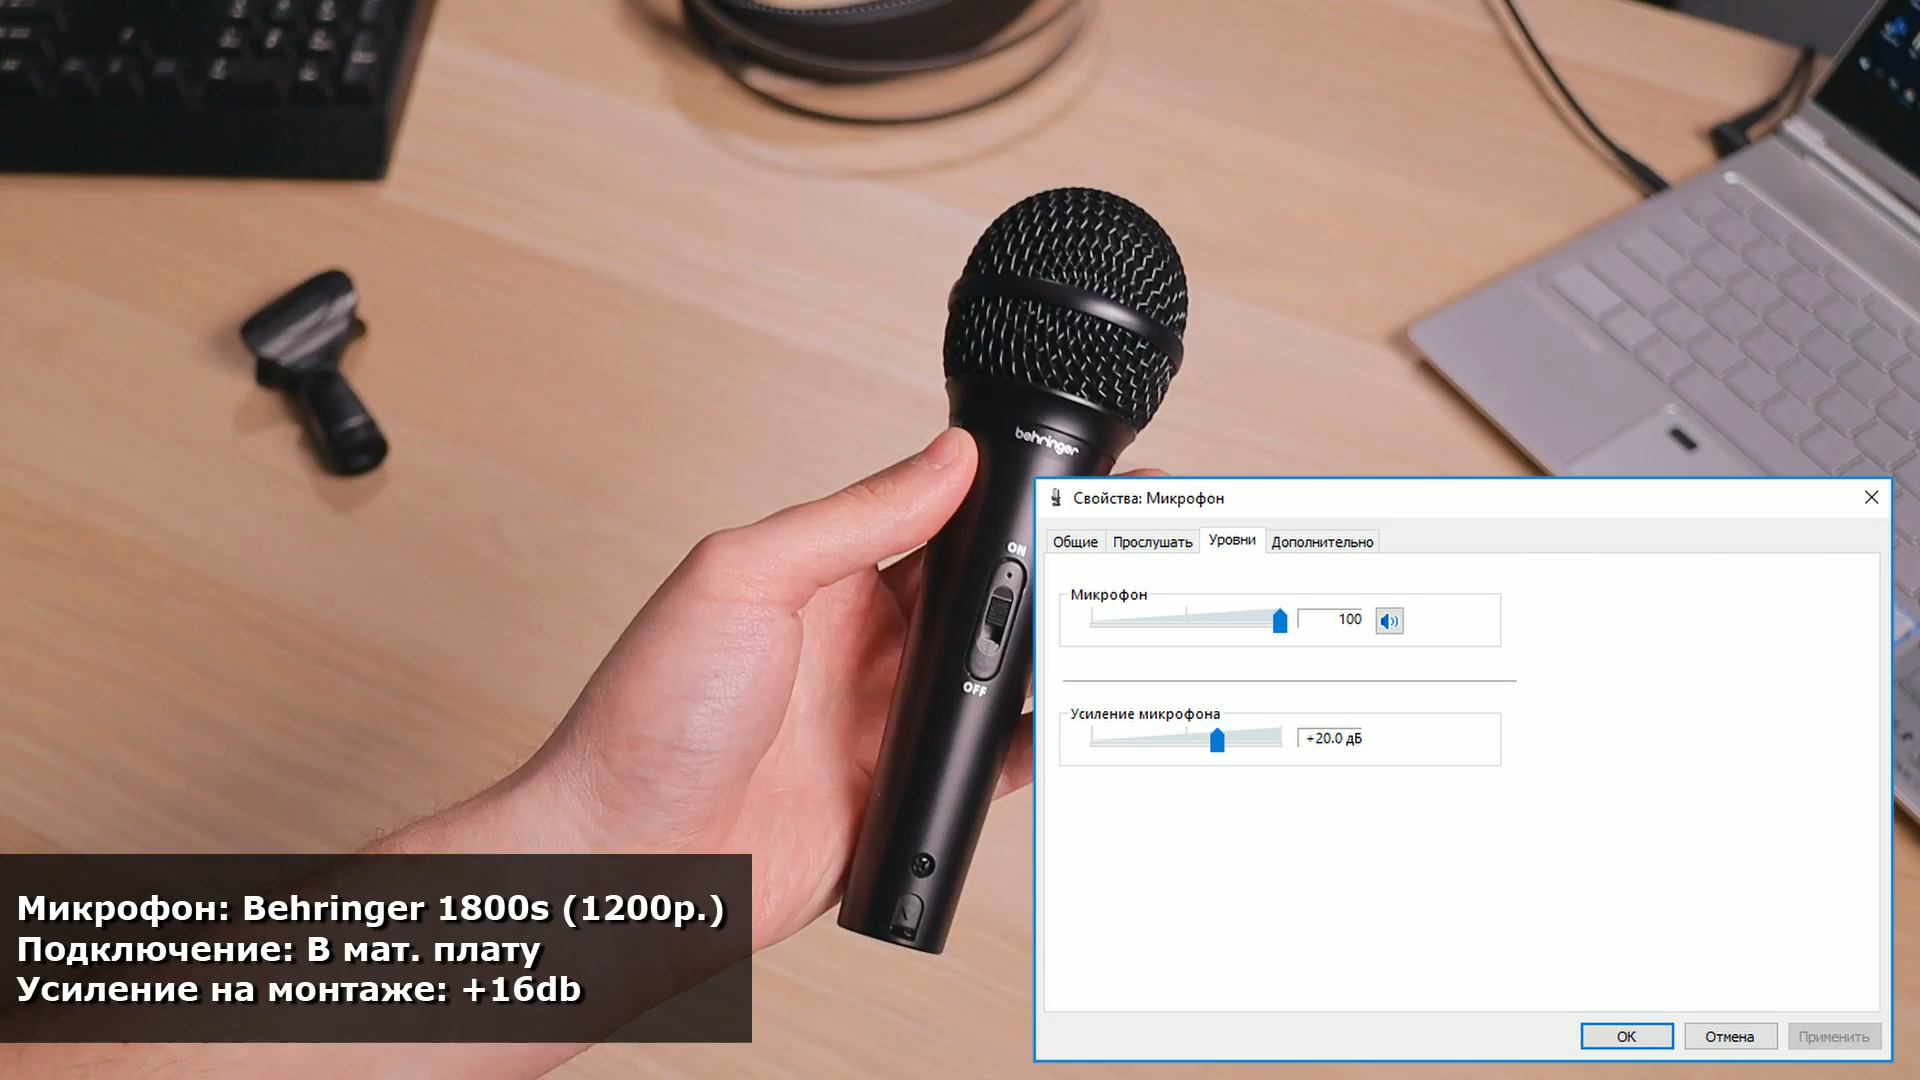 behringer
ON
OFF
Свойства: Микрофон
Общие
Прослушать
Уровни
Дополнительно
Микрофон
100
Усиление микрофона
+20.0 дБ
OK
Отмена
Применить
Микрофон: Behringer 1800s (1200р.)
Подключение: В мат. плату
Усиление на монтаже: +16db